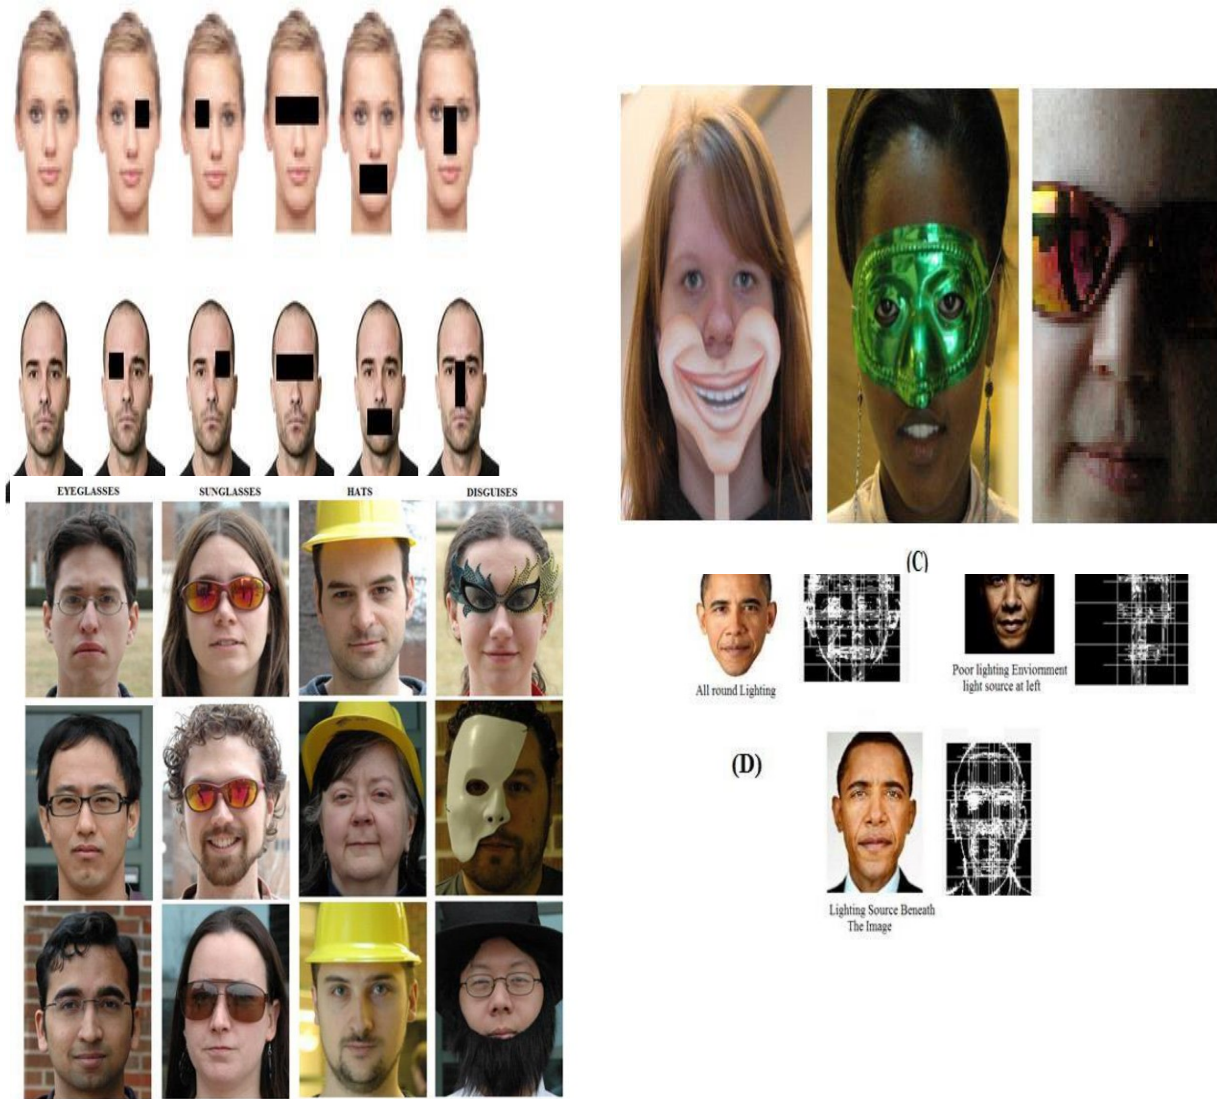 EYEGLASSES
SUNGLASSES
HATS
DISGUISES
(C)
All round Lighting
Poor lighting Enviornment
light source at left
(D)
Lighting Source Beneath
The Image